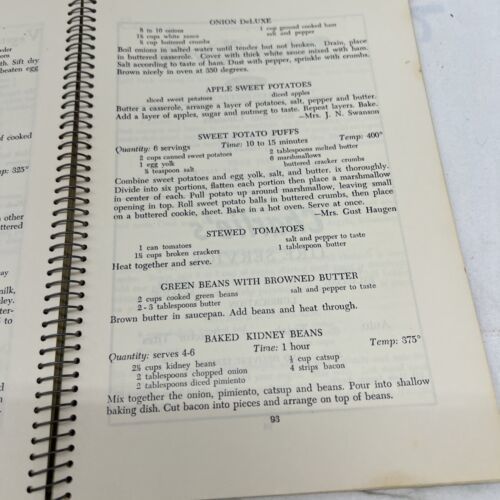 ONION DeLUXE
8 to 10 onions
1 cup ground cooked ham
1½ cups white sauce
salt and pepper
cup buttered crumbs
Boil onions in salted water until tender but not broken. Drain, place
in buttered casserole. Cover with thick white sauce mixed with ham.
Salt according to taste of ham. Dust with pepper, sprinkle with crumbs.
Brown nicely in oven at 350 degrees.
APPLE SWEET POTATOES
sliced sweet potatoes
diced apples
Butter a casserole, arrange a layer of potatoes, salt, pepper and butter.
Add a layer of apples, sugar and nutmeg to taste. Repeat layers. Bake.
—Mrs. J. N. Swanson
SWEET POTATO PUFFS
Quantity: 6 servings
Time: 10 to 15 minutes
Temp: 400°
2 cups canned sweet potatoes
2 tablespoons melted butter
1 egg yolk
6 marshmallows
teaspoon salt
buttered cracker crumbs
Combine sweet potatoes and egg yolk, salt, and butter. is thoroughly.
Divide into six portions, flatten each portion then place a marshmallow
in center of each. Pull potato up around marshmallow, leaving small
opening in top. Roll sweet potato balls in buttered crumbs, then place
on a buttered cookie, sheet. Bake in a hot oven. Serve at once.
—Mrs. Gust Haugen
STEWED TOMATOES
1 can tomatoes
salt and pepper to taste
1½ cups broken crackers
1 tablespoon butter
Heat together and serve.
GREEN BEANS WITH BROWNED BUTTER
2 cups cooked green beans
salt and pepper to taste
2 - 3 tablespoons butter
Brown butter in saucepan. Add beans and heat through.
BAKED KIDNEY BEANS
Quantity: serves 4-6
Time: 1 hour
Temp: 375°
2½ cups kidney beans
cup catsup
2 tablespoons chopped onion
4 strips bacon
2 tablespoons diced pimiento
Mix together the onion, pimiento, catsup and beans. Pour into shallow
baking dish. Cut bacon into pieces and arrange on top of beans.
93
th. Sift dry
beaten egg
of cooked
325°
other
milk,
to